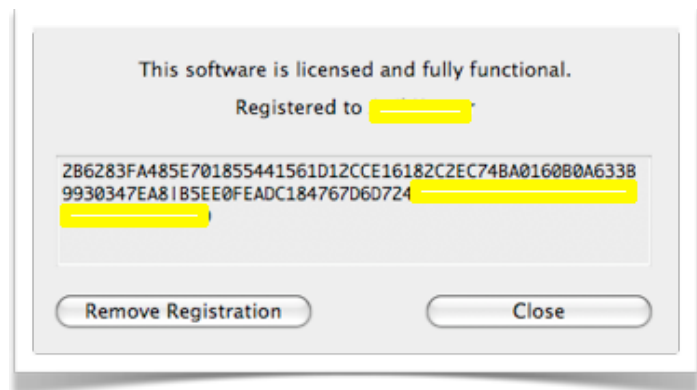 This software is licensed and fully functional.
Registered to
2B6283FA485E701855441561D12CCE16182C2EC74BA0160B0A633B
9930347EA8|B5EE0FEADC184767D6D724
Remove Registration
Close